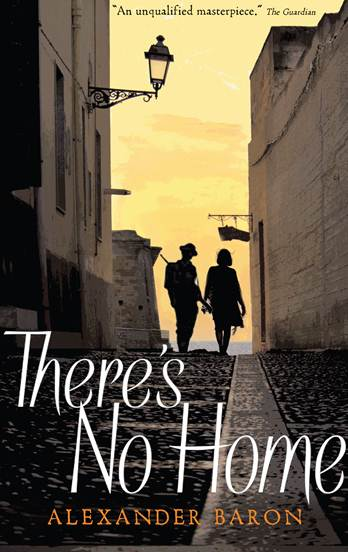 "An unqualified masterpiece." The Guardian
There's
No Home
ALEXANDER BARON